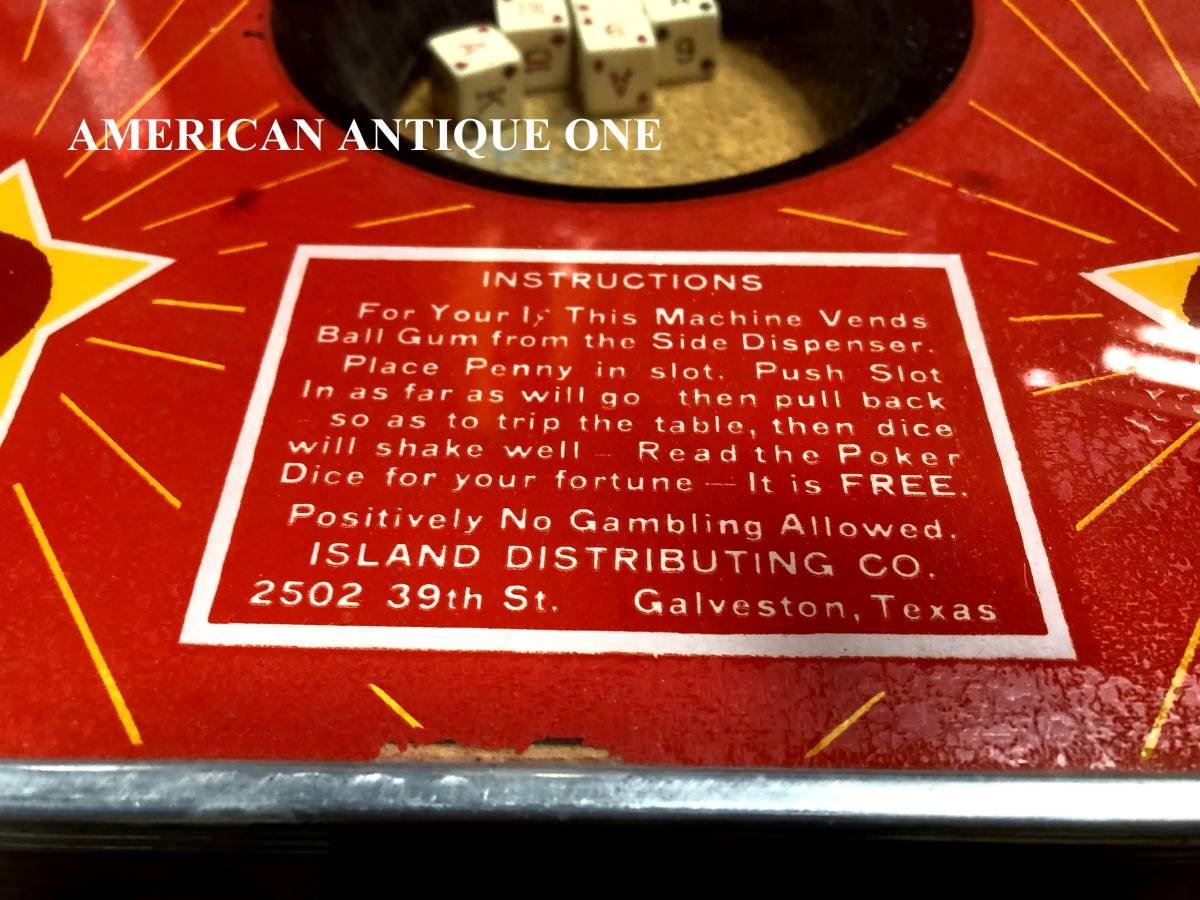 AMERICAN ANTIQUE ONE
INSTRUCTIONS
For Your This Machine Vends
Ball Gum from the Side Dispenser.
Place Penny in slot. Push Slot
In as far as will go then pull back
so as to trip the table, then dice
will shake well — Read the Poker
Dice for your fortune — It is FREE.
Positively No Gambling Allowed.
ISLAND DISTRIBUTING CO.
2502 39th St. Galveston, Texas